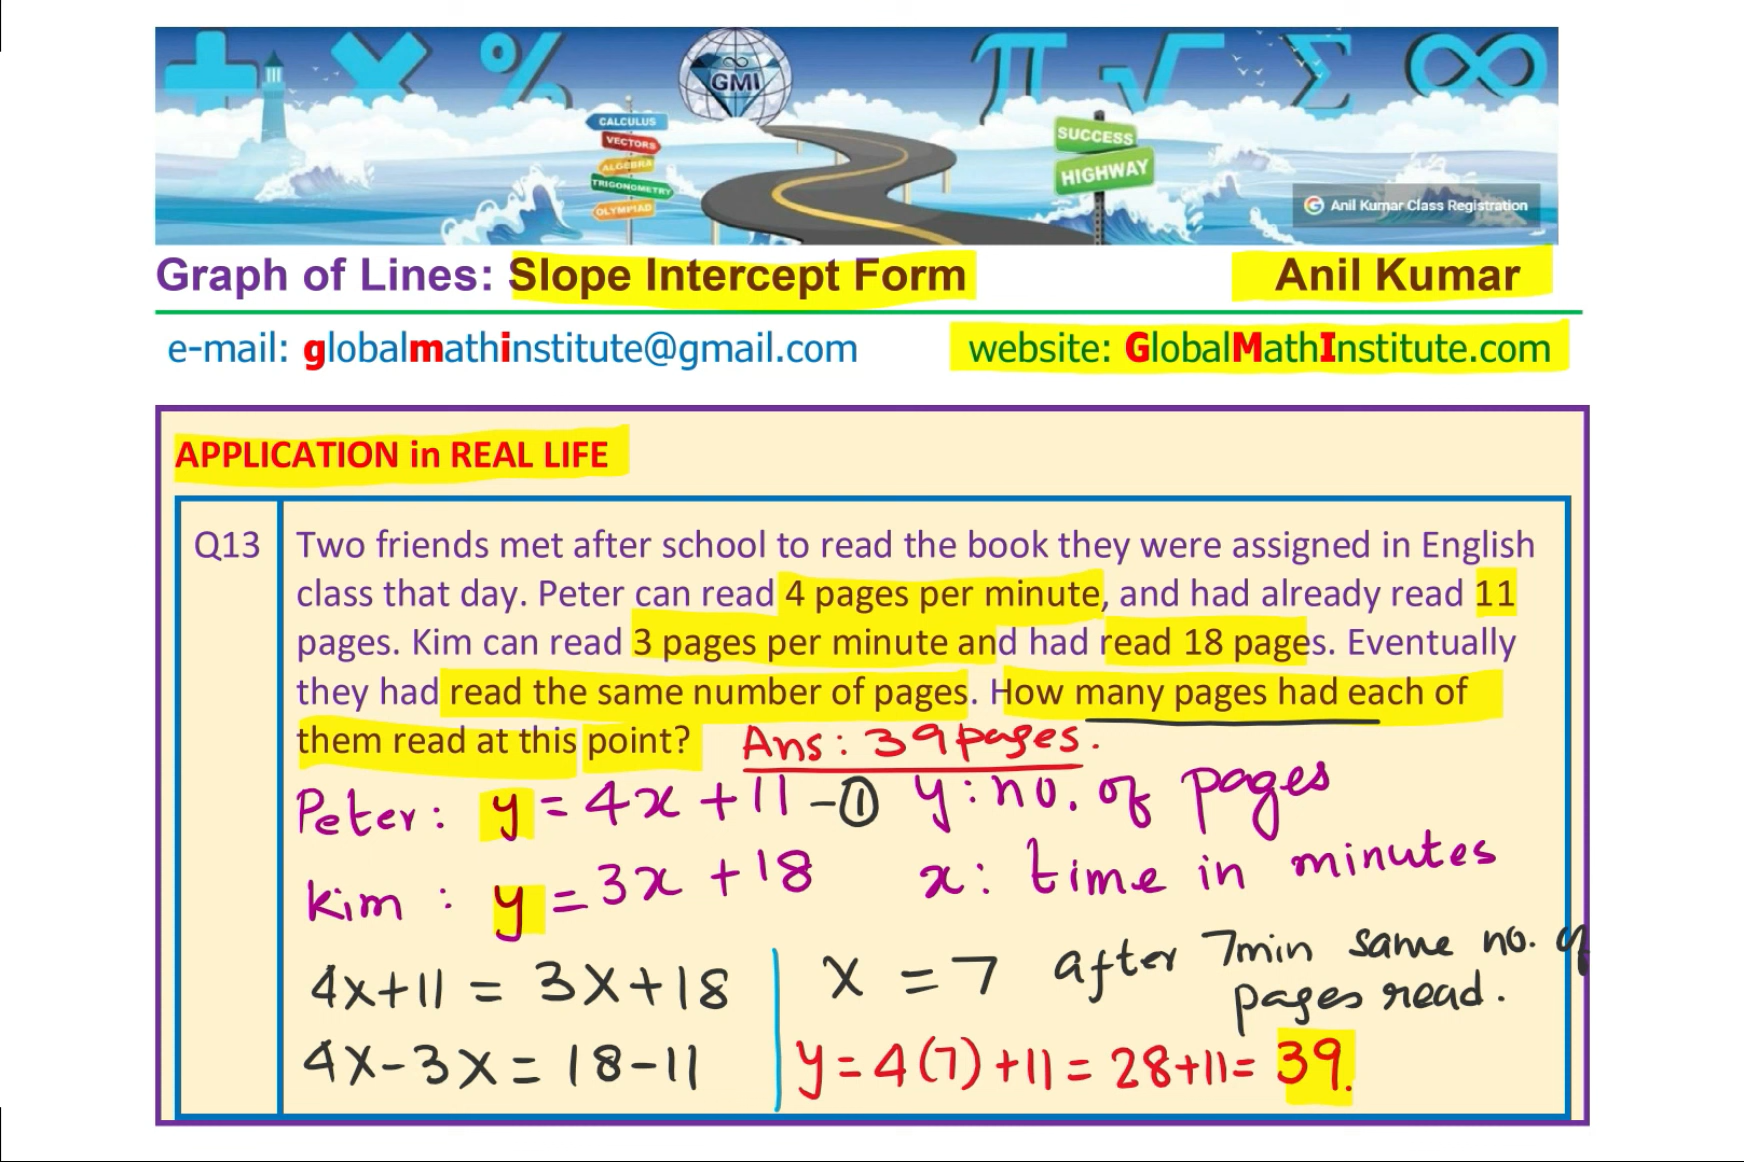 GMI
CALCULUS
VECTORS
ALGEBRA
TRIGONOMETRY
OLYMPIAD
SUCCESS
HIGHWAY
Anil Kumar Class Registration
Graph of Lines: Slope Intercept Form Anil Kumar
e-mail: globalmathinstitute@gmail.com website: GlobalMathInstitute.com
APPLICATION in REAL LIFE
Q13 Two friends met after school to read the book they were assigned in English
class that day. Peter can read 4 pages per minute, and had already read 11
pages. Kim can read 3 pages per minute and had read 18 pages. Eventually
they had read the same number of pages. How many pages had each of
them read at this point? Ans: 39 pages.
Peter: y = 4x + 11 - ① y: no. of pages
Kim : y = 3x + 18 x: time in minutes
4x+11 = 3x+18 x = 7 after 7min same no. of
pages read.
4x-3x = 18-11 y = 4(7) + 11 = 28+11 = 39.